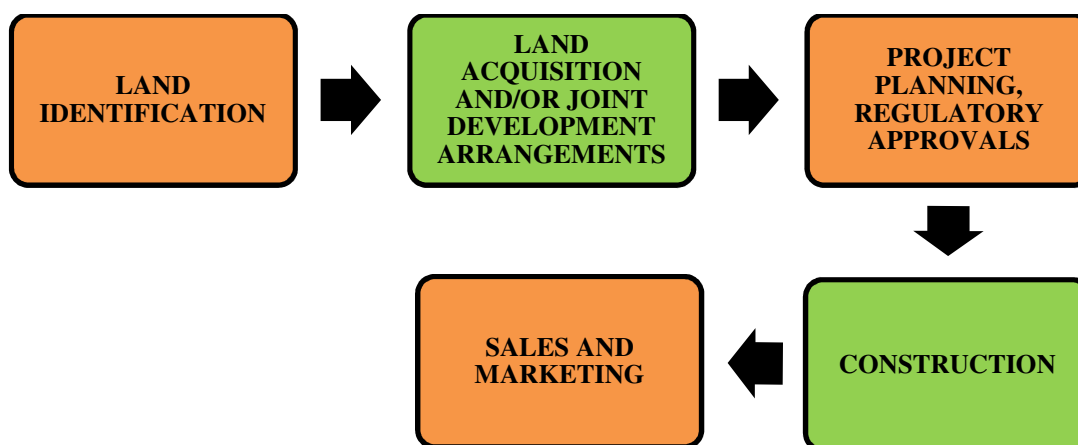 LAND
IDENTIFICATION
LAND
ACQUISITION
AND/OR JOINT
DEVELOPMENT
ARRANGEMENTS
PROJECT
PLANNING,
REGULATORY
APPROVALS
CONSTRUCTION
SALES AND
MARKETING